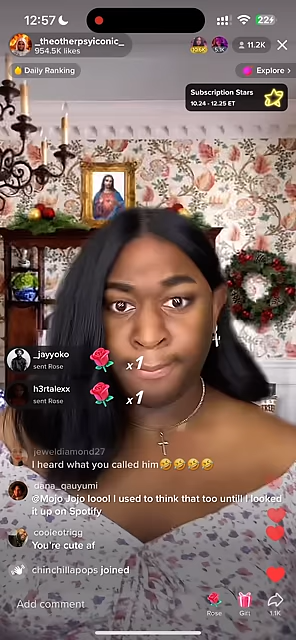 12:57
22
_theotherpsyiconic_
954.5K likes
11.2K
Daily Ranking
Explore >
Subscription Stars
10.24 - 12.25 ET
_jayyoko
sent Rose
x1
h3rtalexx
sent Rose
x1
jeweldiamond27
I heard what you called him🤣🤣🤣🤣
dana_qauyumi
@Mojo Jojo loool I used to think that too untill I looked
it up on Spotify
cooleotrigg
You're cute af
chinchillapops joined
Add comment
Rose
Gift
1.1K